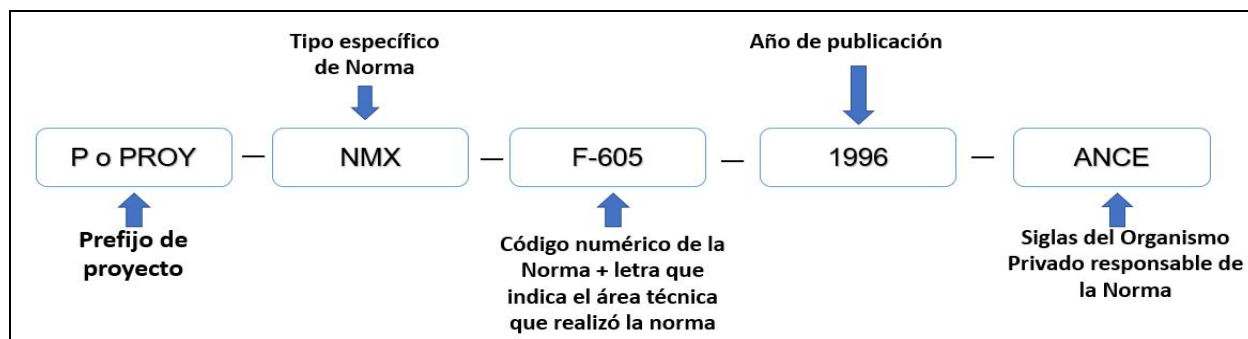 Tipo específico
de Norma
Año de publicación
P o PROY — NMX — F-605 — 1996 — ANCE
Prefijo de
proyecto
Código numérico de la
Norma + letra que
indica el área técnica
que realizó la norma
Siglas del Organismo
Privado responsable de
la Norma